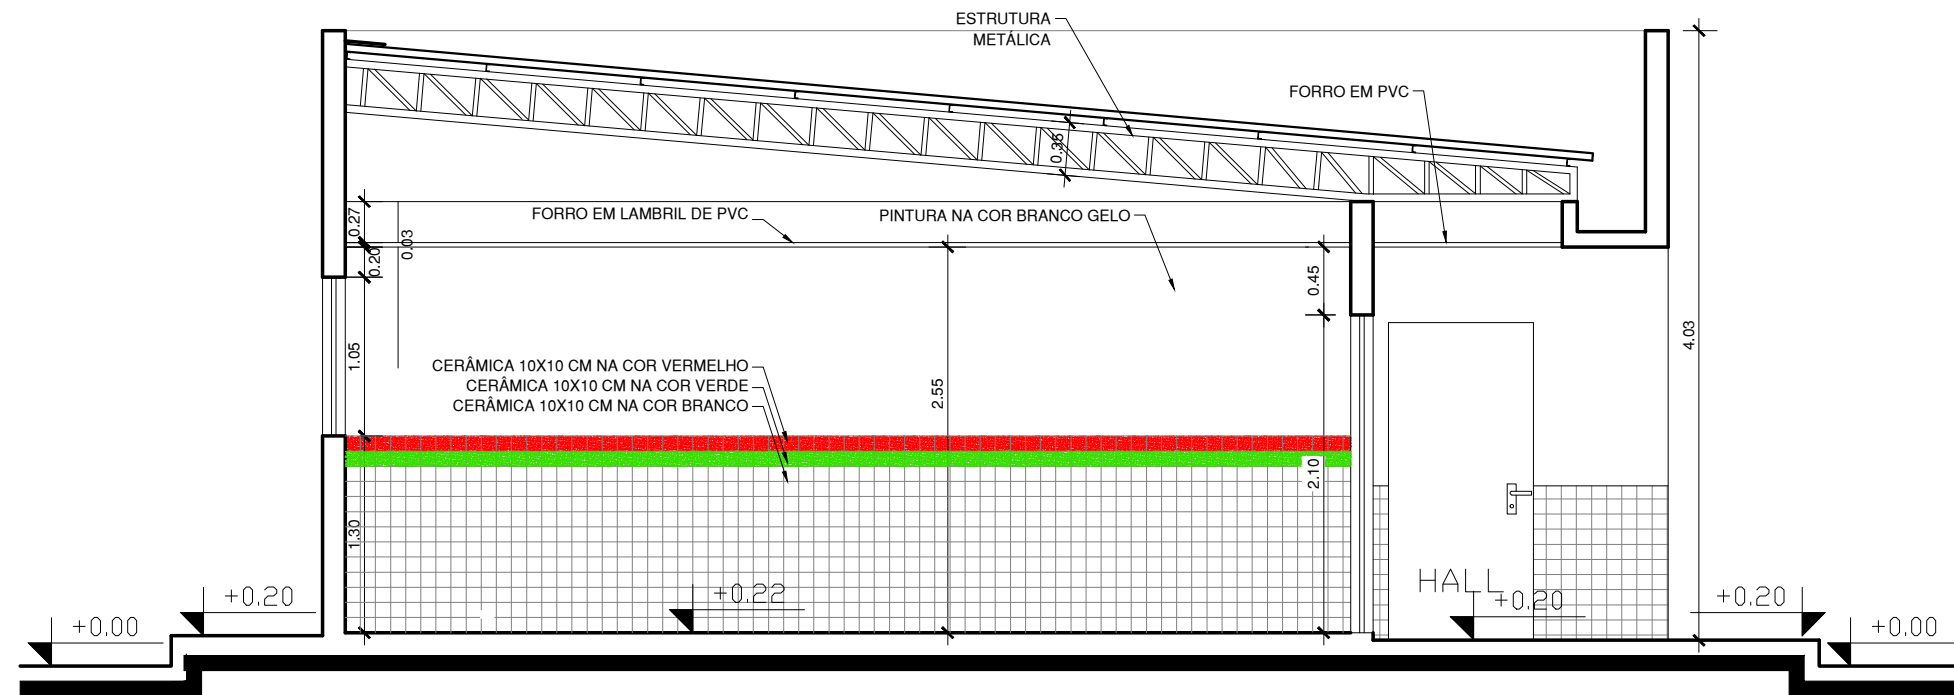 ESTRUTURA
METÁLICA
FORRO EM PVC
0.35
FORRO EM LAMBRIL DE PVC
PINTURA NA COR BRANCO GELO
0.27
0.03
0.20
0.45
1.05
4.03
CERÂMICA 10X10 CM NA COR VERMELHO
CERÂMICA 10X10 CM NA COR VERDE
CERÂMICA 10X10 CM NA COR BRANCO
2.55
2.10
1.30
HALL
+0,00
+0,20
+0,22
+0,20
+0,20
+0,00